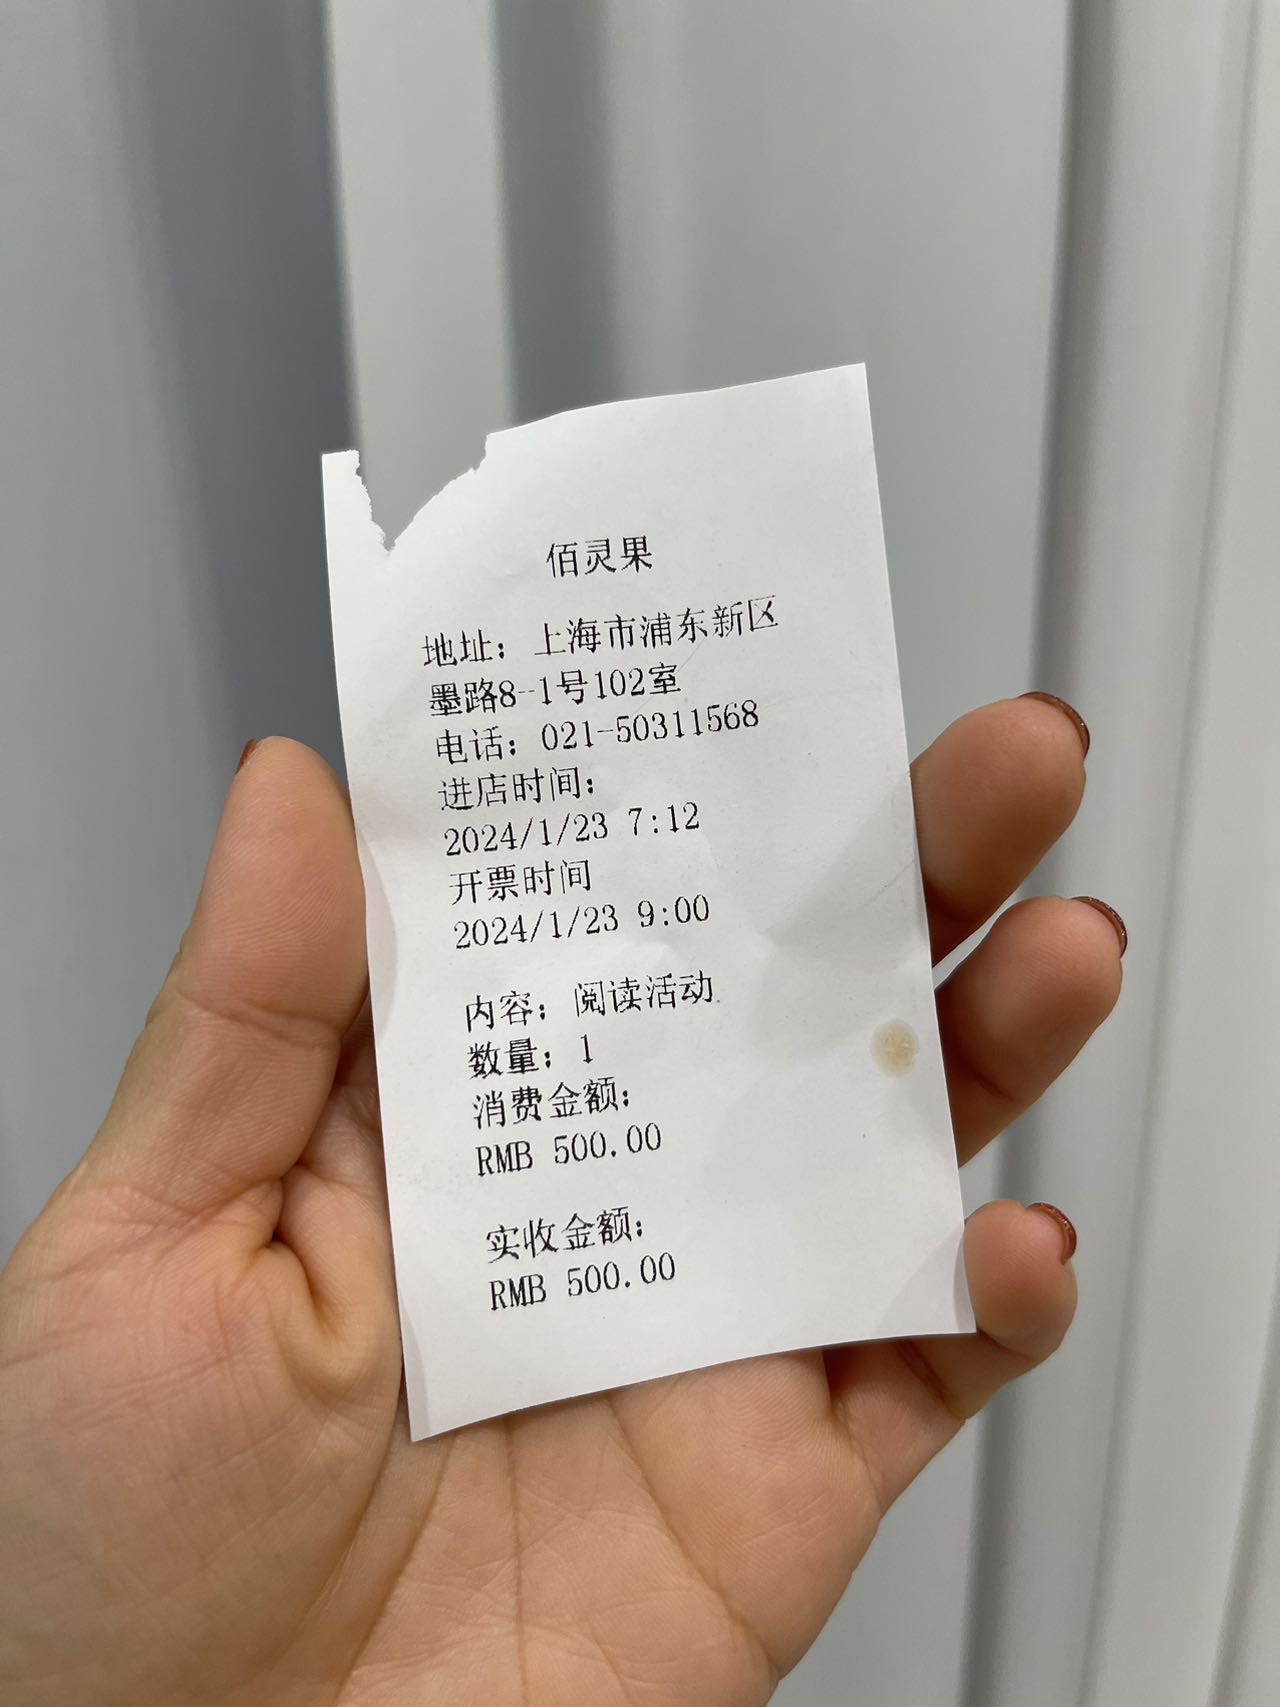 佰灵果
地址：上海市浦东新区
墨路8-1号102室
电话：021-50311568
进店时间：
2024/1/23 7:12
开票时间
2024/1/23 9:00
内容：阅读活动
数量：1
消费金额：
RMB 500.00
实收金额：
RMB 500.00